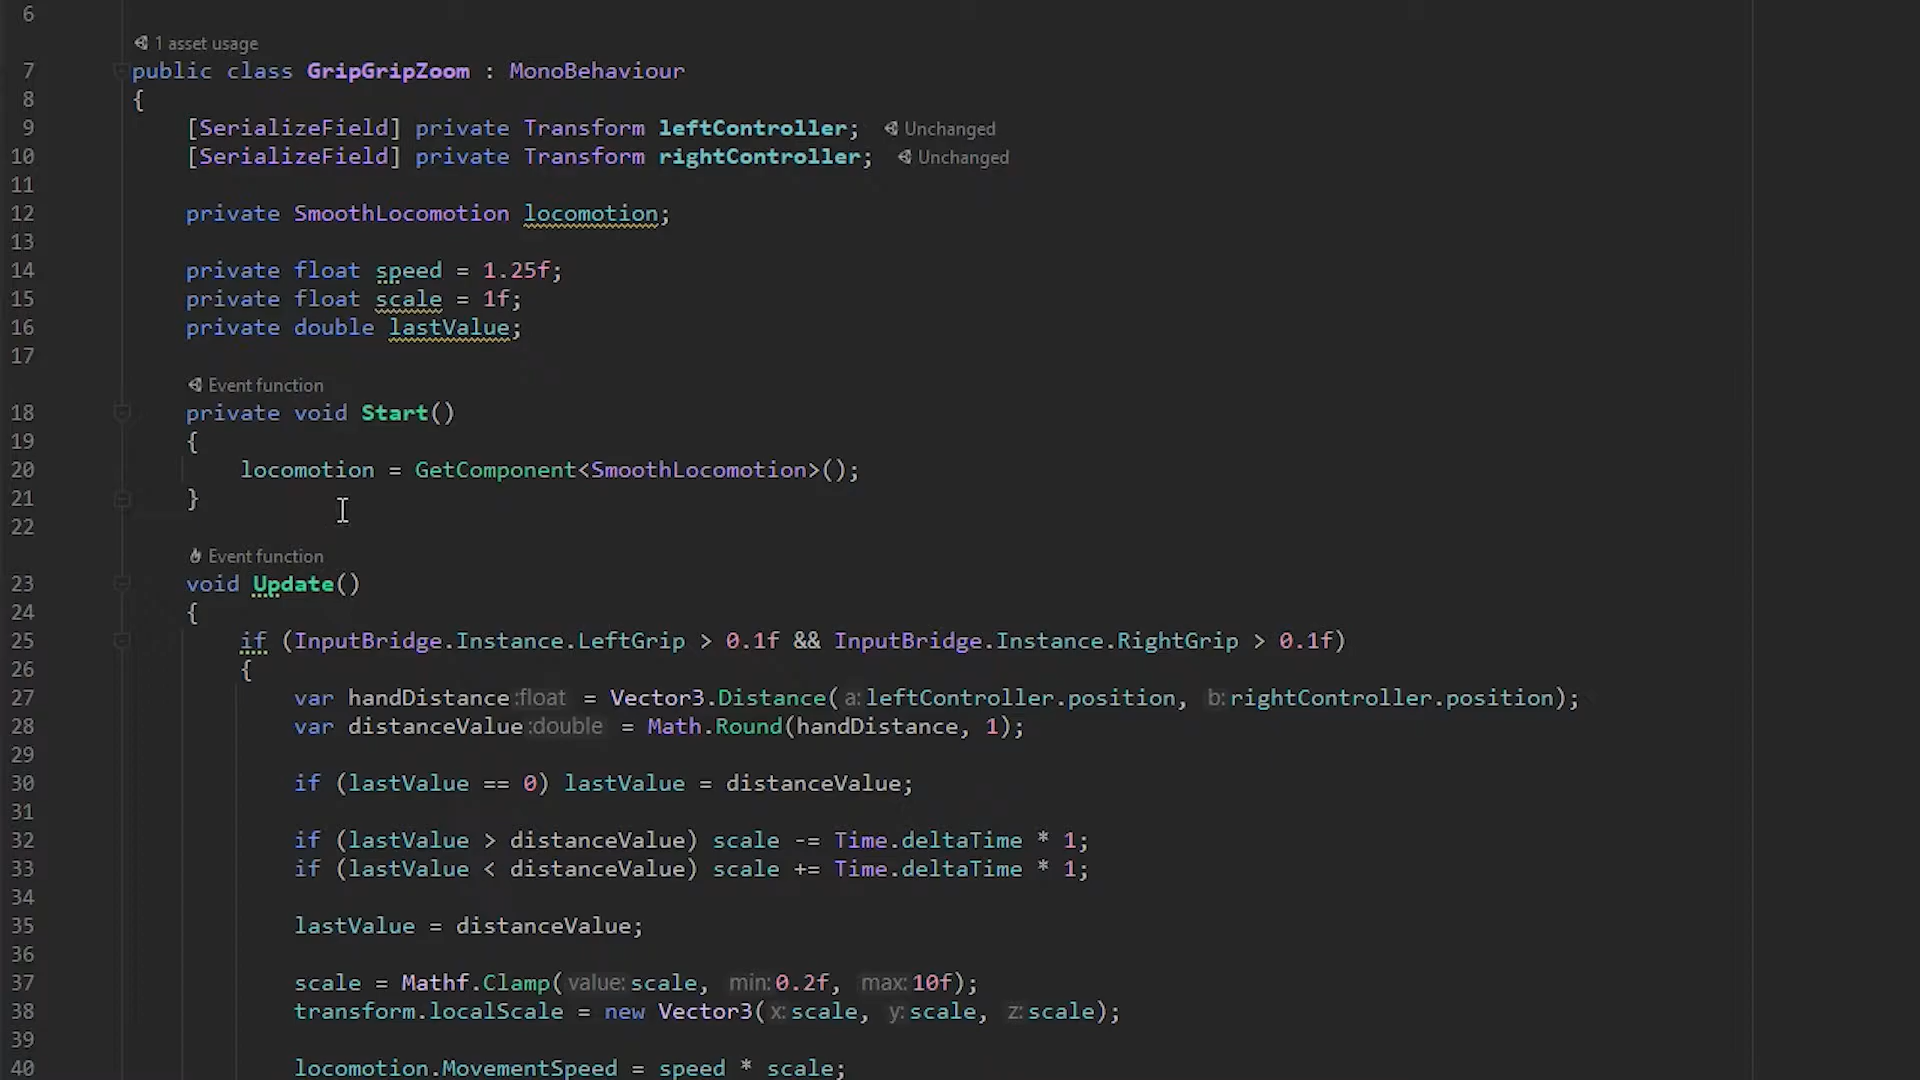 6
1 asset usage
7 public class GripGripZoom : MonoBehaviour
8 {
9 [SerializeField] private Transform leftController; Unchanged
10 [SerializeField] private Transform rightController; Unchanged
11
12 private SmoothLocomotion locomotion;
13
14 private float speed = 1.25f;
15 private float scale = 1f;
16 private double lastValue;
17
Event function
18 private void Start()
19 {
20 locomotion = GetComponent<SmoothLocomotion>();
21 }
22
Event function
23 void Update()
24 {
25 if (InputBridge.Instance.LeftGrip > 0.1f && InputBridge.Instance.RightGrip > 0.1f)
26 {
27 var handDistance:float = Vector3.Distance(a:leftController.position, b:rightController.position);
28 var distanceValue:double = Math.Round(handDistance, 1);
29
30 if (lastValue == 0) lastValue = distanceValue;
31
32 if (lastValue > distanceValue) scale -= Time.deltaTime * 1;
33 if (lastValue < distanceValue) scale += Time.deltaTime * 1;
34
35 lastValue = distanceValue;
36
37 scale = Mathf.Clamp(value:scale, min:0.2f, max:10f);
38 transform.localScale = new Vector3(x:scale, y:scale, z:scale);
39
40 locomotion.MovementSpeed = speed * scale;